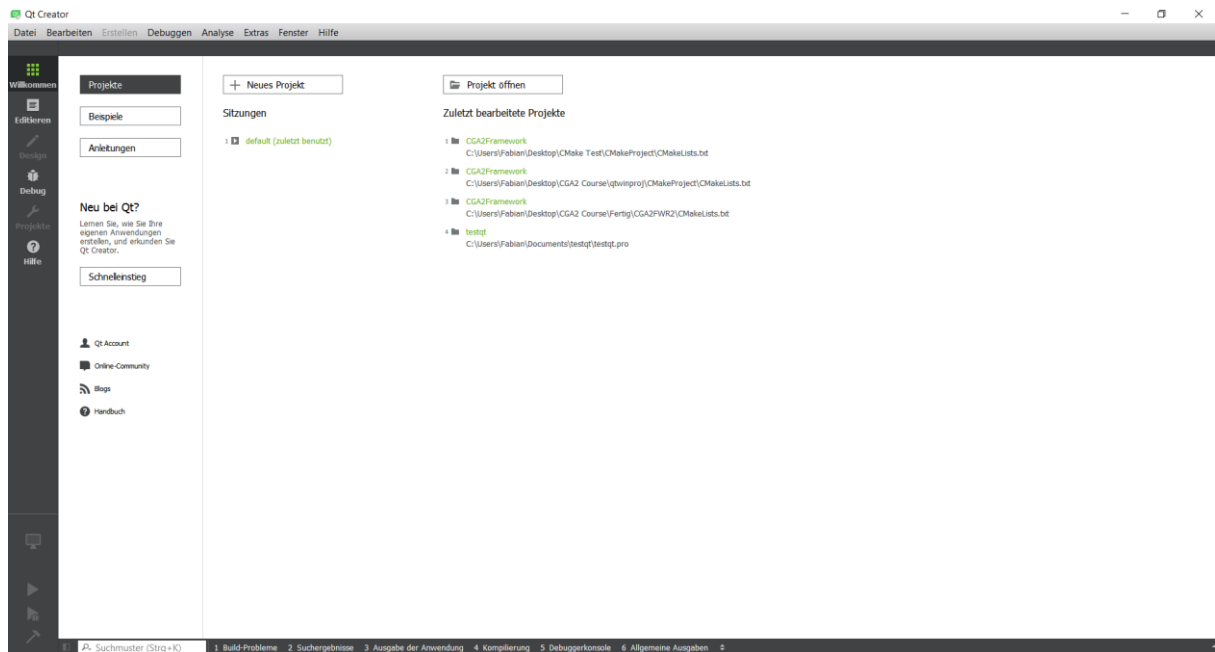 Qt Creator
Datei Bearbeiten Erstellen Debuggen Analyse Extras Fenster Hilfe
Willkommen
Editieren
Design
Debug
Projekte
Hilfe
Projekte
Beispiele
Anleitungen
Neu bei Qt?
Lernen Sie, wie Sie Ihre
eigenen Anwendungen
erstellen, und erkunden Sie
Qt Creator.
Schnelleinstieg
Qt Account
Online-Community
Blogs
Handbuch
+ Neues Projekt
Sitzungen
1 default (zuletzt benutzt)
Projekt öffnen
Zuletzt bearbeitete Projekte
1 CGA2Framework
C:\Users\Fabian\Desktop\CMake Test\CMakeProject\CMakeLists.txt
2 CGA2Framework
C:\Users\Fabian\Desktop\CGA2 Course\qtwinproj\CMakeProject\CMakeLists.txt
3 CGA2Framework
C:\Users\Fabian\Desktop\CGA2 Course\Fertig\CGA2FWR2\CMakeLists.txt
4 testqt
C:\Users\Fabian\Documents\testqt\testqt.pro
Suchmuster (Strg+K) 1 Build-Probleme 2 Suchergebnisse 3 Ausgabe der Anwendung 4 Kompilierung 5 Debuggerkonsole 6 Allgemeine Ausgaben